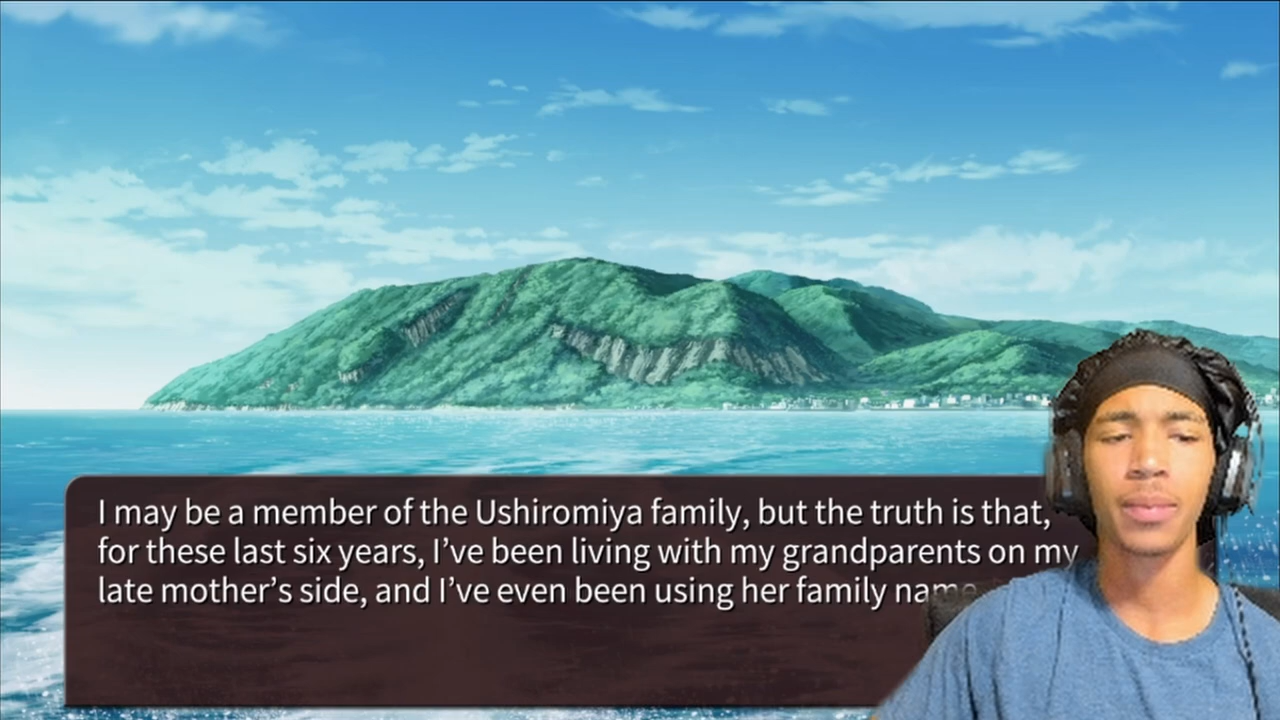 I may be a member of the Ushiromiya family, but the truth is that,
for these last six years, I've been living with my grandparents on my
late mother's side, and I've even been using her family name